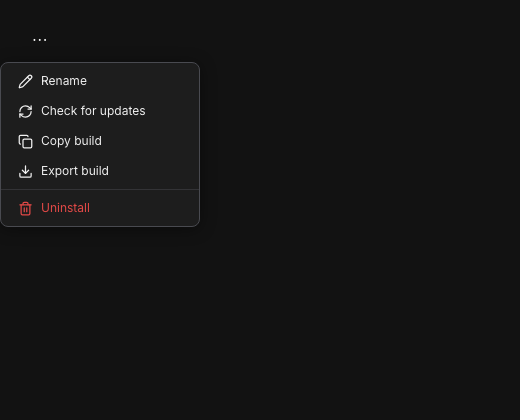 ...
Rename
Check for updates
Copy build
Export build
Uninstall